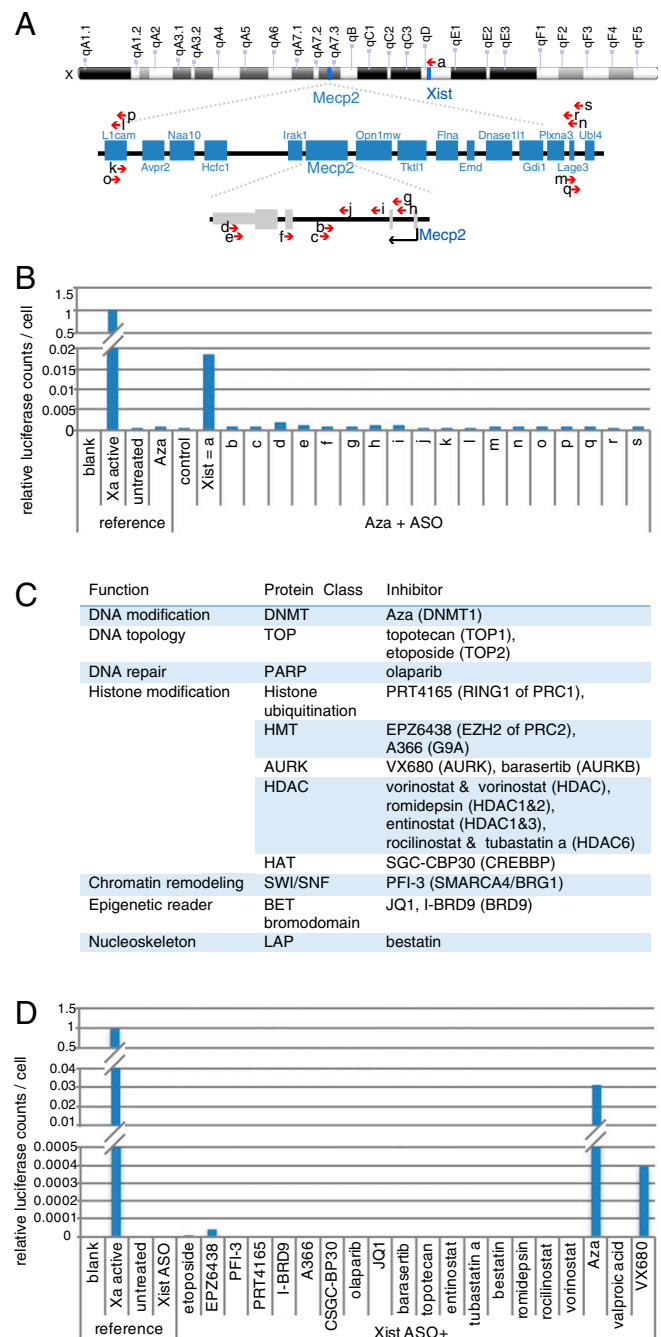 A
qA1.1 qA1.2 qA2 qA3.1 qA3.2 qA4 qA5 qA6 qA7.1 qA7.2 qA7.3 qB qC1 qC2 qC3 qD qE1 qE2 qE3 qF1 qF2 qF3 qF4 qF5
a
X
Mecp2 Xist
p s
l r n
L1cam Naa10 Irak1 Opn1mw Flna Dnase1l1 Plxna3 Ubl4
Avpr2 Hcfc1 Mecp2 Tktl1 Emd Gdi1 Lage3
k m
o q
g
j i h
d b
e f c
Mecp2
B
relative luciferase counts / cell
1.5
1
0.5
0.02
0.015
0.01
0.005
0
blank Xa active untreated Aza control Xist = a b c d e f g h i j k l m n o p q r s
reference Aza + ASO
C
Function Protein Class Inhibitor
DNA modification DNMT Aza (DNMT1)
DNA topology TOP topotecan (TOP1),
etoposide (TOP2)
DNA repair PARP olaparib
Histone modification Histone PRT4165 (RING1 of PRC1),
ubiquitination
HMT EPZ6438 (EZH2 of PRC2),
A366 (G9A)
AURK VX680 (AURK), barasertib (AURKB)
HDAC vorinostat & vorinostat (HDAC),
romidepsin (HDAC1&2),
entinostat (HDAC1&3),
rocilinostat & tubastatin a (HDAC6)
HAT SGC-CBP30 (CREBBP)
Chromatin remodeling SWI/SNF PFI-3 (SMARCA4/BRG1)
Epigenetic reader BET JQ1, I-BRD9 (BRD9)
bromodomain
Nucleoskeleton LAP bestatin
D
relative luciferase counts / cell
1.5
1
0.5
0.04
0.03
0.02
0.01
0.0005
0.0004
0.0003
0.0002
0.0001
0
blank Xa active untreated Xist ASO etoposide EPZ6438 PFI-3 PRT4165 I-BRD9 A366 CSGC-BP30 olaparib JQ1 barasertib topotecan entinostat tubastatin a bestatin romidepsin rocilinostat vorinostat Aza valproic acid VX680
reference Xist ASO+